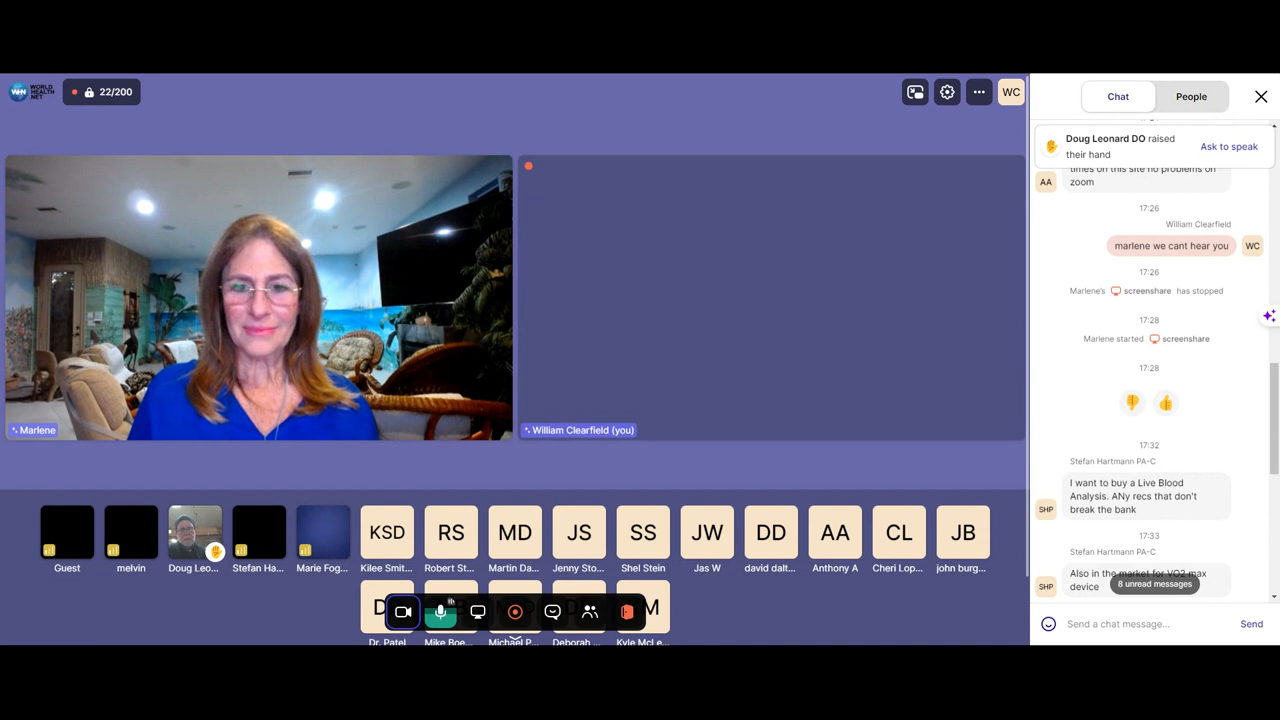 WHN WORLD HEALTH NET
22/200
WC
Chat
People
Doug Leonard DO raised
their hand
Ask to speak
times on this site no problems on
zoom
AA
17:26
William Clearfield
marlene we cant hear you
WC
17:26
Marlene's screenshare has stopped
17:28
Marlene started screenshare
17:28
17:32
Stefan Hartmann PA-C
I want to buy a Live Blood
Analysis. ANy recs that don't
break the bank
SHP
17:33
Stefan Hartmann PA-C
Also in the market for VO2 max
device
SHP
8 unread messages
Send a chat message...
Send
Marlene
William Clearfield (you)
KSD
RS
MD
JS
SS
JW
DD
AA
CL
JB
Guest
melvin
Doug Leo...
Stefan Ha...
Marie Fog...
Kilee Smit...
Robert St...
Martin Da...
Jenny Sto...
Shel Stein
Jas W
david dalt...
Anthony A
Cheri Lop...
john burg...
Dr. Patel
Mike Boe...
Michael P...
Deborah ...
Kyle McLe...